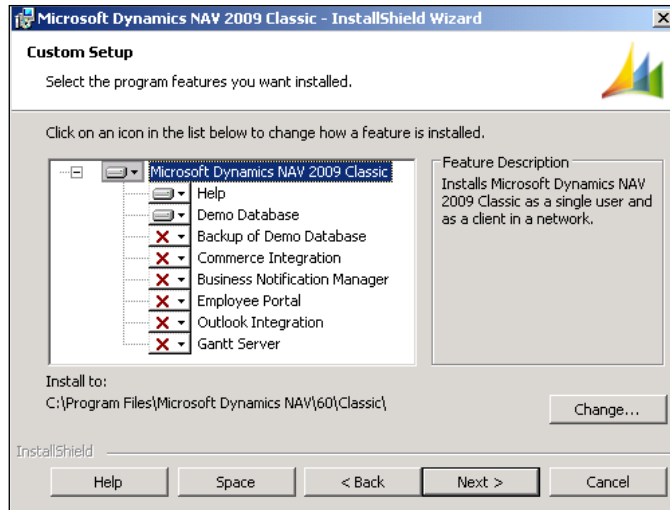 Microsoft Dynamics NAV 2009 Classic - InstallShield Wizard
Custom Setup
Select the program features you want installed.
Click on an icon in the list below to change how a feature is installed.
Microsoft Dynamics NAV 2009 Classic
Help
Demo Database
Backup of Demo Database
Commerce Integration
Business Notification Manager
Employee Portal
Outlook Integration
Gantt Server
Feature Description
Installs Microsoft Dynamics NAV
2009 Classic as a single user and
as a client in a network.
Install to:
C:\Program Files\Microsoft Dynamics NAV\60\Classic\
Change...
InstallShield
Help
Space
< Back
Next >
Cancel